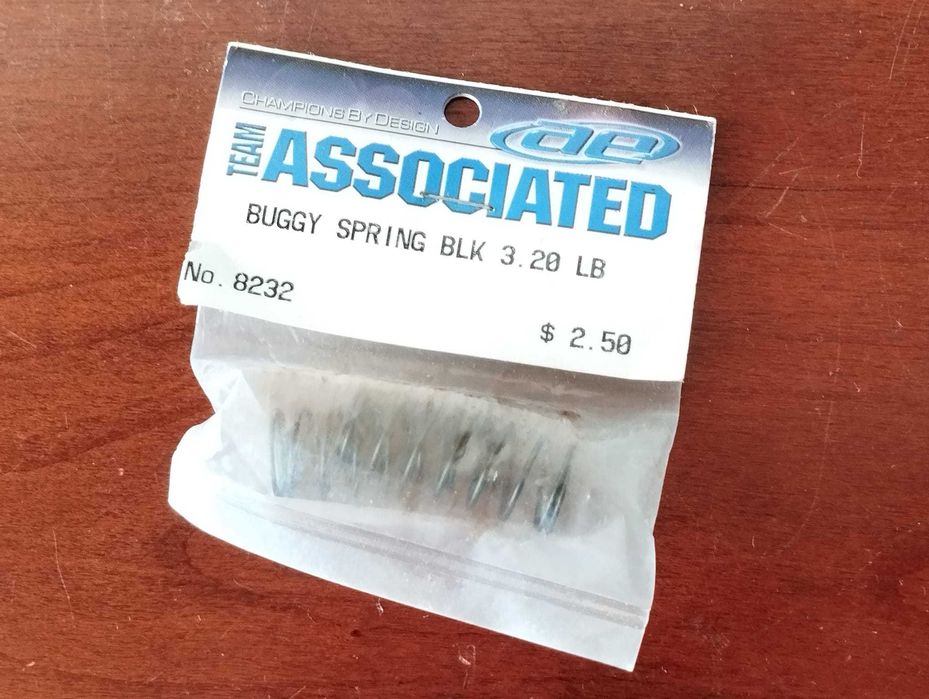 CHAMPIONS BY DESIGN
ae
TEAM
ASSOCIATED
BUGGY SPRING BLK 3.20 LB
No. 8232
$ 2.50